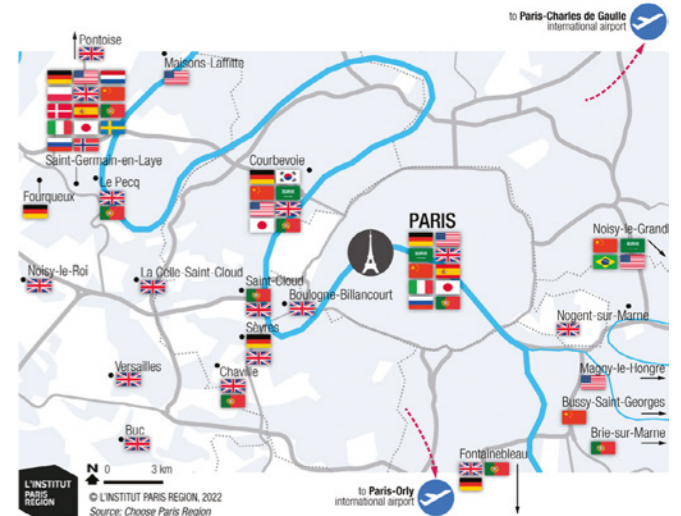 to Paris-Charles de Gaulle
international airport
Pontoise
Maisons-Laffitte
Saint-Germain-en-Laye
Courbevoie
Le Pecq
Fourqueux
PARIS
Noisy-le-Grand
Noisy-le-Roi
La Celle-Saint-Cloud
Saint-Cloud
Boulogne-Billancourt
Nogent-sur-Marne
Sèvres
Versailles
Chaville
Magny-le-Hongre
Bussy-Saint-Georges
Buc
Brie-sur-Marne
Fontainebleau
L'INSTITUT
PARIS
REGION
N 0 3 km
© L'INSTITUT PARIS REGION, 2022
Source: Choose Paris Region
to Paris-Orly
international airport